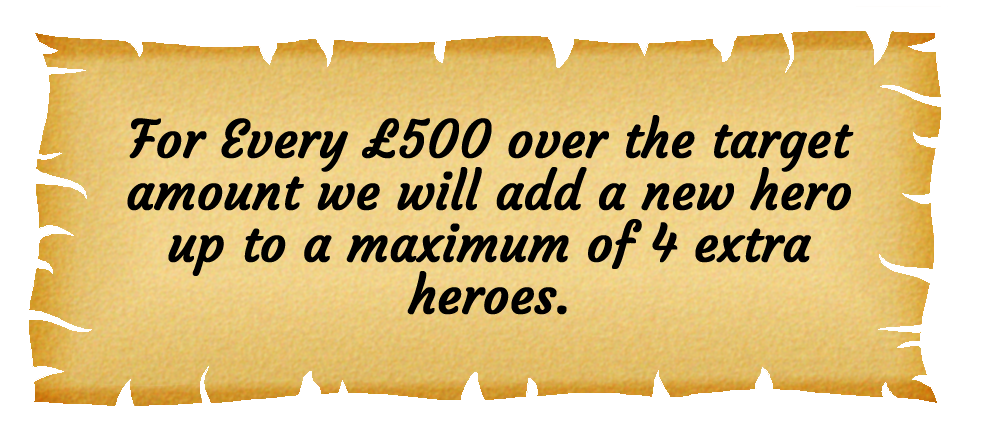 For Every £500 over the target
amount we will add a new hero
up to a maximum of 4 extra
heroes.